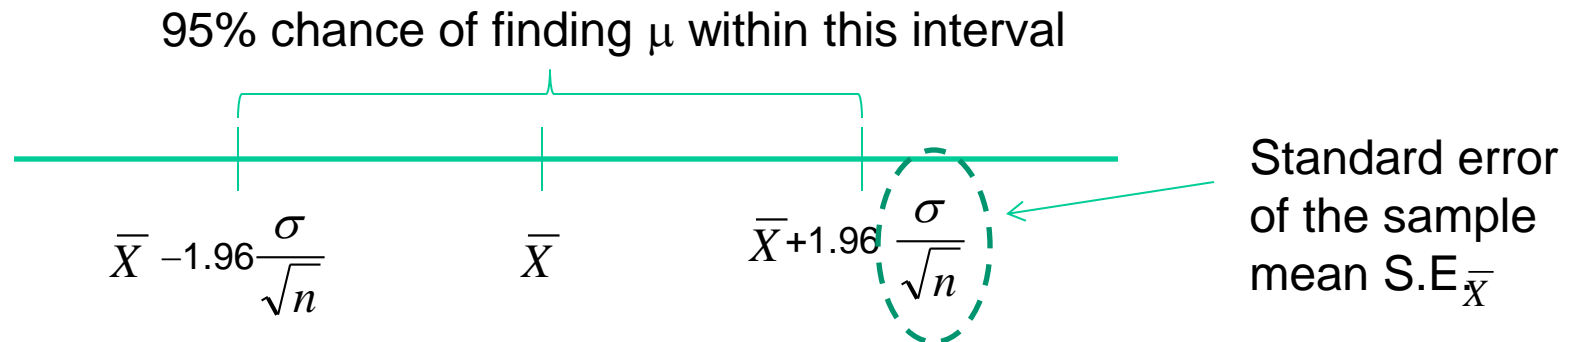 95% chance of finding μ within this interval
X̅ −1.96 σ/√n
X̅
X̅+1.96 σ/√n
Standard error
of the sample
mean S.E.X̅